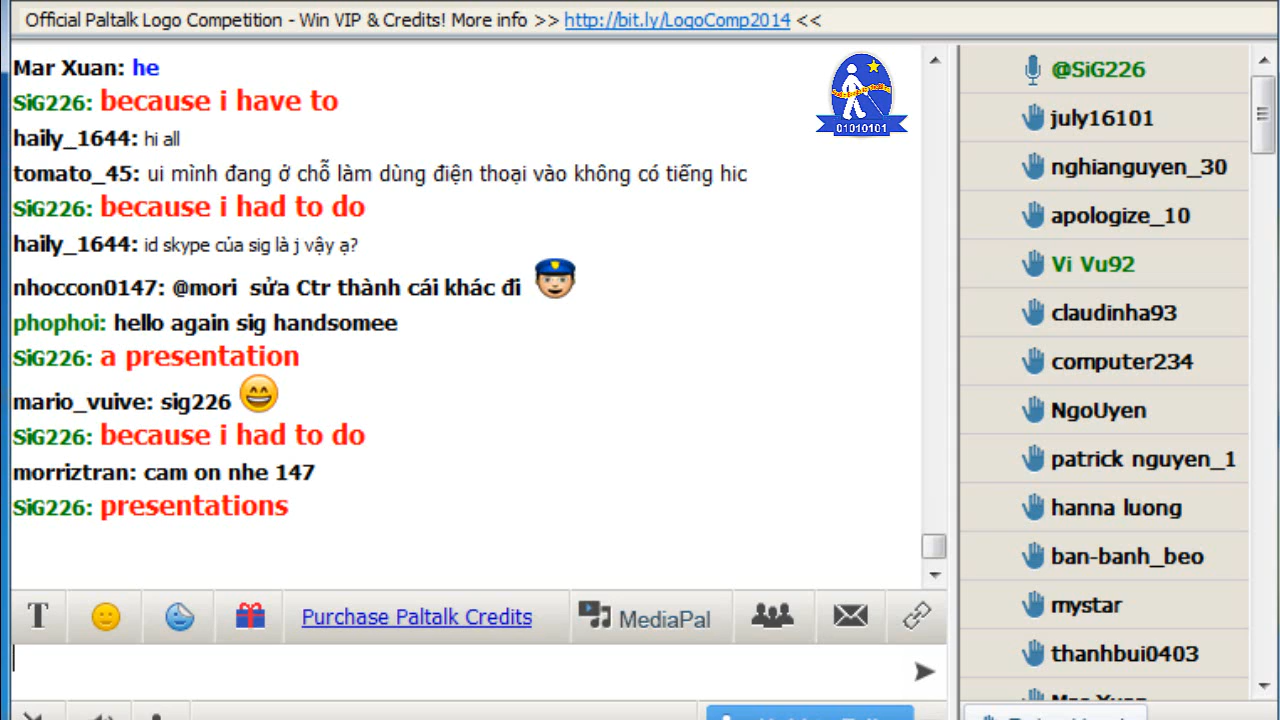 Official Paltalk Logo Competition - Win VIP & Credits! More info >> http://bit.ly/LogoComp2014 <<
Mar Xuan: he
SiG226: because i have to
haily_1644: hi all
tomato_45: ui mình đang ở chỗ làm dùng điện thoại vào không có tiếng hic
SiG226: because i had to do
haily_1644: id skype của sig là j vậy ạ?
nhoccon0147: @mori sửa Ctr thành cái khác đi
phophoi: hello again sig handsomee
SiG226: a presentation
mario_vuive: sig226
SiG226: because i had to do
morriztran: cam on nhe 147
SiG226: presentations
01010101
@SiG226
july16101
nghianguyen_30
apologize_10
Vi Vu92
claudinha93
computer234
NgoUyen
patrick nguyen_1
hanna luong
ban-banh_beo
mystar
thanhbui0403
Mar Xuan
T
Purchase Paltalk Credits
MediaPal